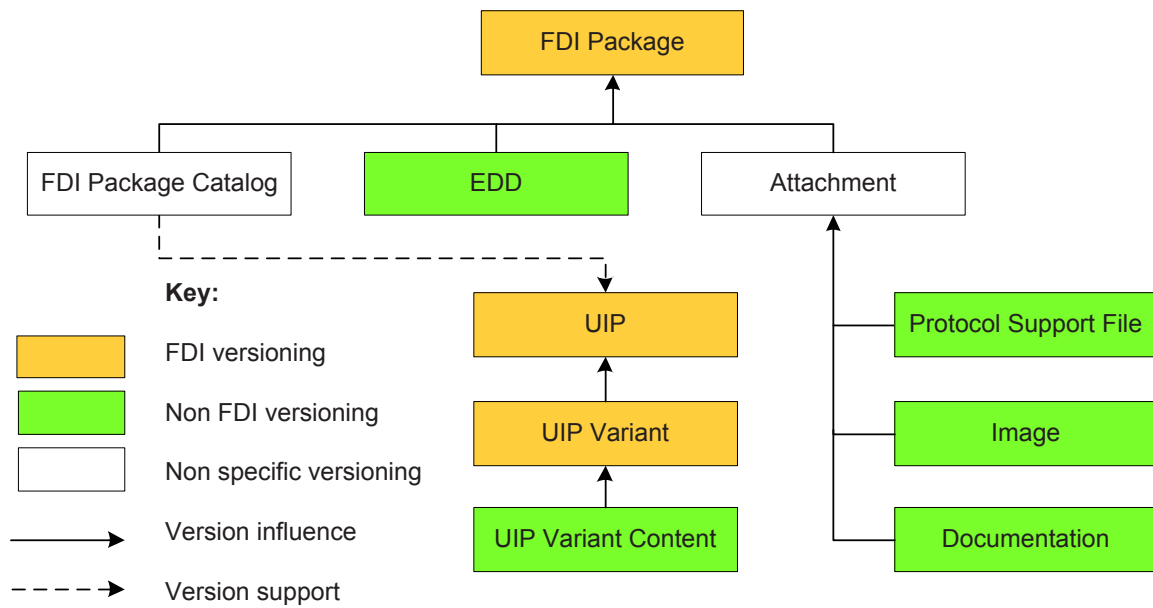 FDI Package
FDI Package Catalog
EDD
Attachment
Key:
FDI versioning
Non FDI versioning
Non specific versioning
Version influence
Version support
UIP
UIP Variant
UIP Variant Content
Protocol Support File
Image
Documentation